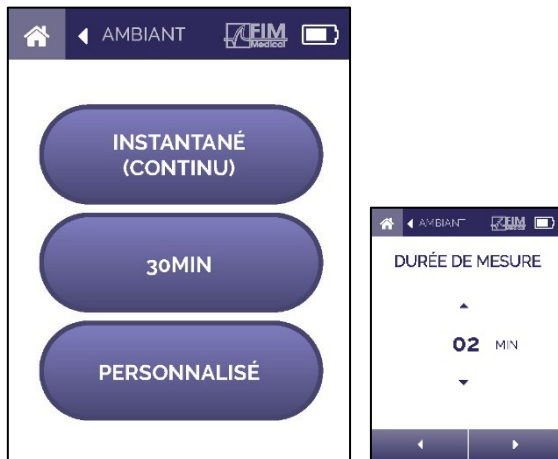 AMBIANT
FIM
Medical
INSTANTANÉ
(CONTINU)
30MIN
PERSONNALISÉ
AMBIANT
FIM
DURÉE DE MESURE
02 MIN